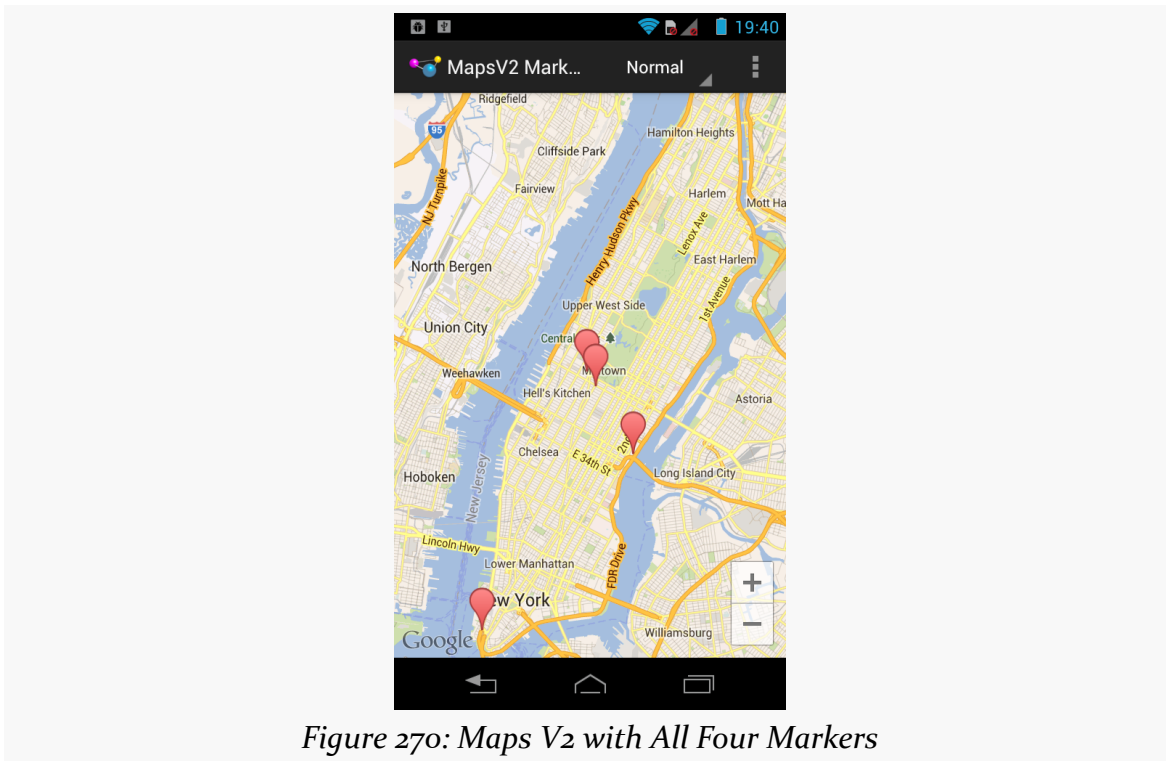 19:40
MapsV2 Mark...
Normal
Ridgefield
95
Hamilton Heights
Cliffside Park
Fairview
NJ Turnpike
Harlem
Mott Ha
Lenox Ave
Henry Hudson Pkwy
East Harlem
North Bergen
1st Avenue
Upper West Side
Union City
Central
Weehawken
Hell's Kitchen
Astoria
2nd
Chelsea
E 34th St
Long Island City
Hoboken
New Jersey
Lincoln Hwy
Lower Manhattan
FDR Drive
+
ew York
−
Williamsburg
Google
Figure 270: Maps V2 with All Four Markers